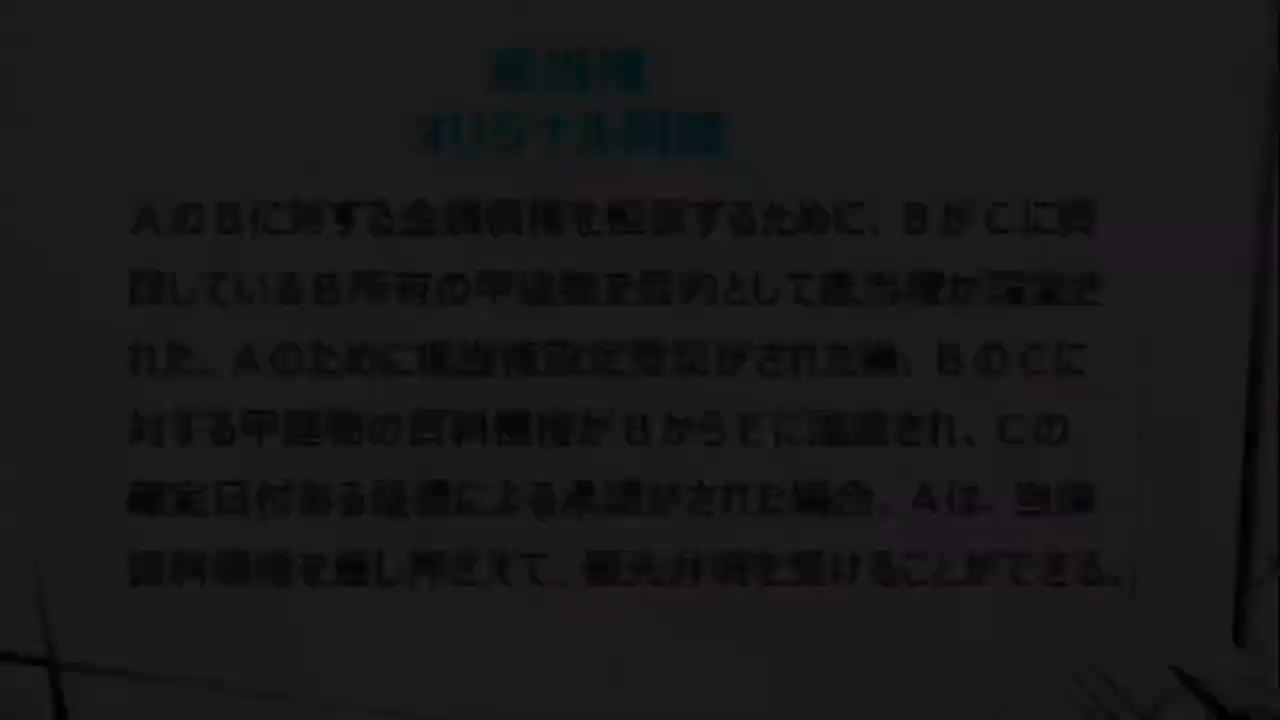 抵当権
オリジナル問題
AのBに対する金銭債権を担保するために、BがCに賃
貸しているB所有の甲建物を目的として抵当権が設定さ
れた。Aのために抵当権設定登記がされた後、BのCに
対する甲建物の賃料債権がBからEに譲渡され、Cの
確定日付ある証書による承諾がされた場合、Aは、当該
賃料債権を差し押さえて、優先弁済を受けることができる。